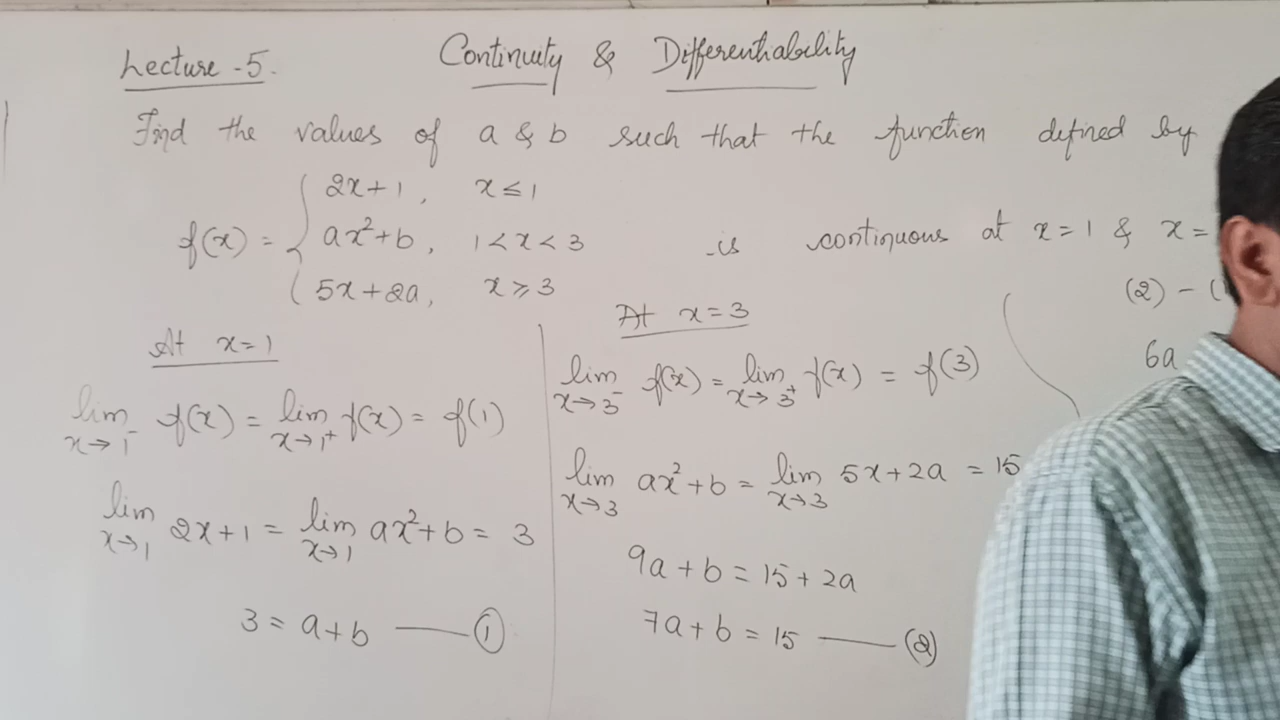 Lecture-5. Continuity & Differentiability
Find the values of a & b such that the function defined by
f(x) = { 2x+1, x ≤ 1
ax²+b, 1 < x < 3 is continuous at x=1 & x=
5x+2a, x ≥ 3
(2) - (
6a
At x=1
lim x→1⁻ f(x) = lim x→1⁺ f(x) = f(1)
lim x→1 2x+1 = lim x→1 ax²+b = 3
3 = a+b —— ①
At x=3
lim x→3⁻ f(x) = lim x→3⁺ f(x) = f(3)
lim x→3 ax²+b = lim x→3 5x+2a = 15
9a+b = 15+2a
7a+b = 15 —— (2)